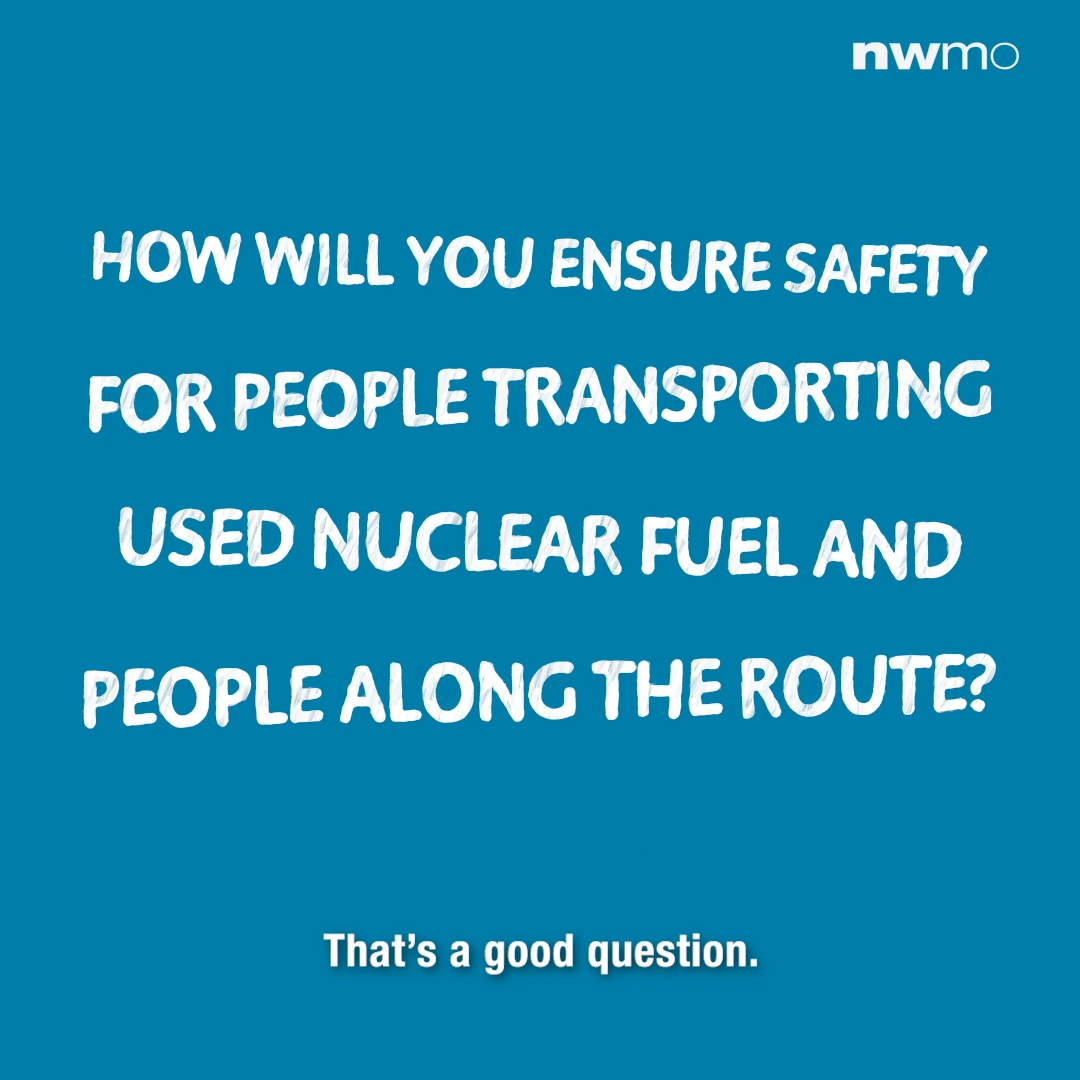 nwmo
HOW WILL YOU ENSURE SAFETY
FOR PEOPLE TRANSPORTING
USED NUCLEAR FUEL AND
PEOPLE ALONG THE ROUTE?
That's a good question.